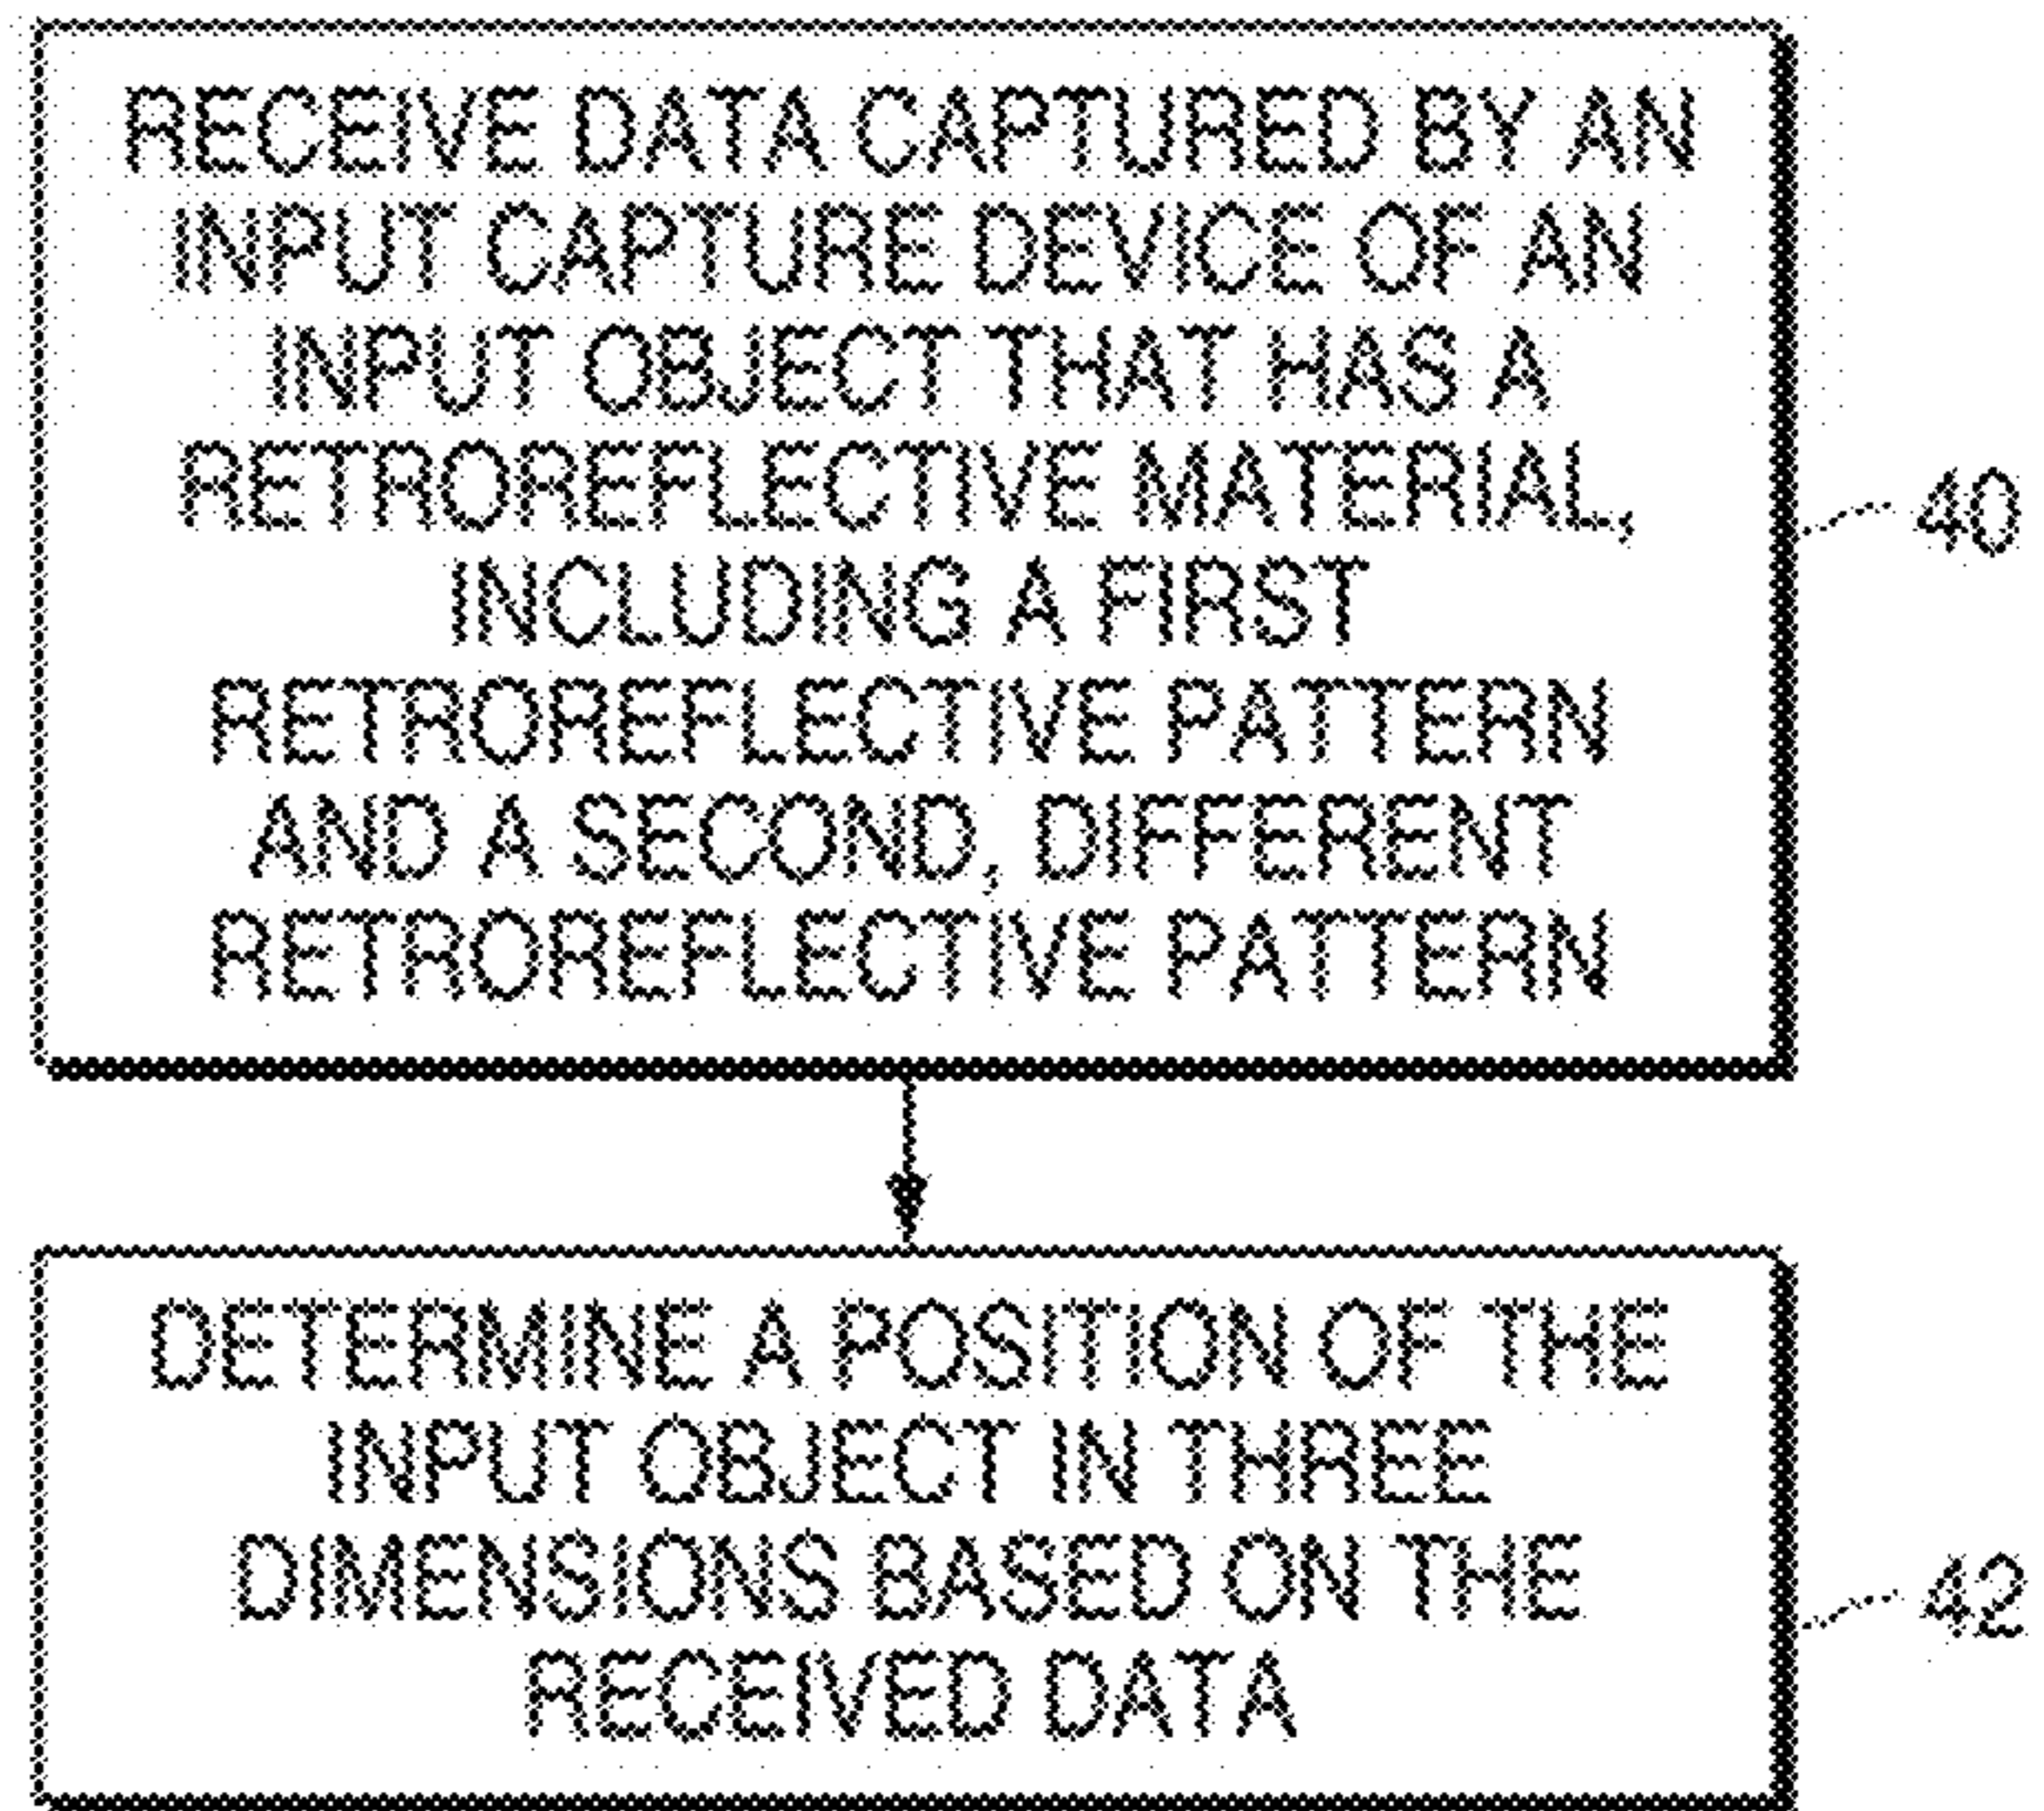 RECEIVE DATA CAPTURED BY AN
INPUT CAPTURE DEVICE OF AN
INPUT OBJECT THAT HAS A
RETROREFLECTIVE MATERIAL,
INCLUDING A FIRST
RETROREFLECTIVE PATTERN
AND A SECOND, DIFFERENT
RETROREFLECTIVE PATTERN
40
DETERMINE A POSITION OF THE
INPUT OBJECT IN THREE
DIMENSIONS BASED ON THE
RECEIVED DATA
42